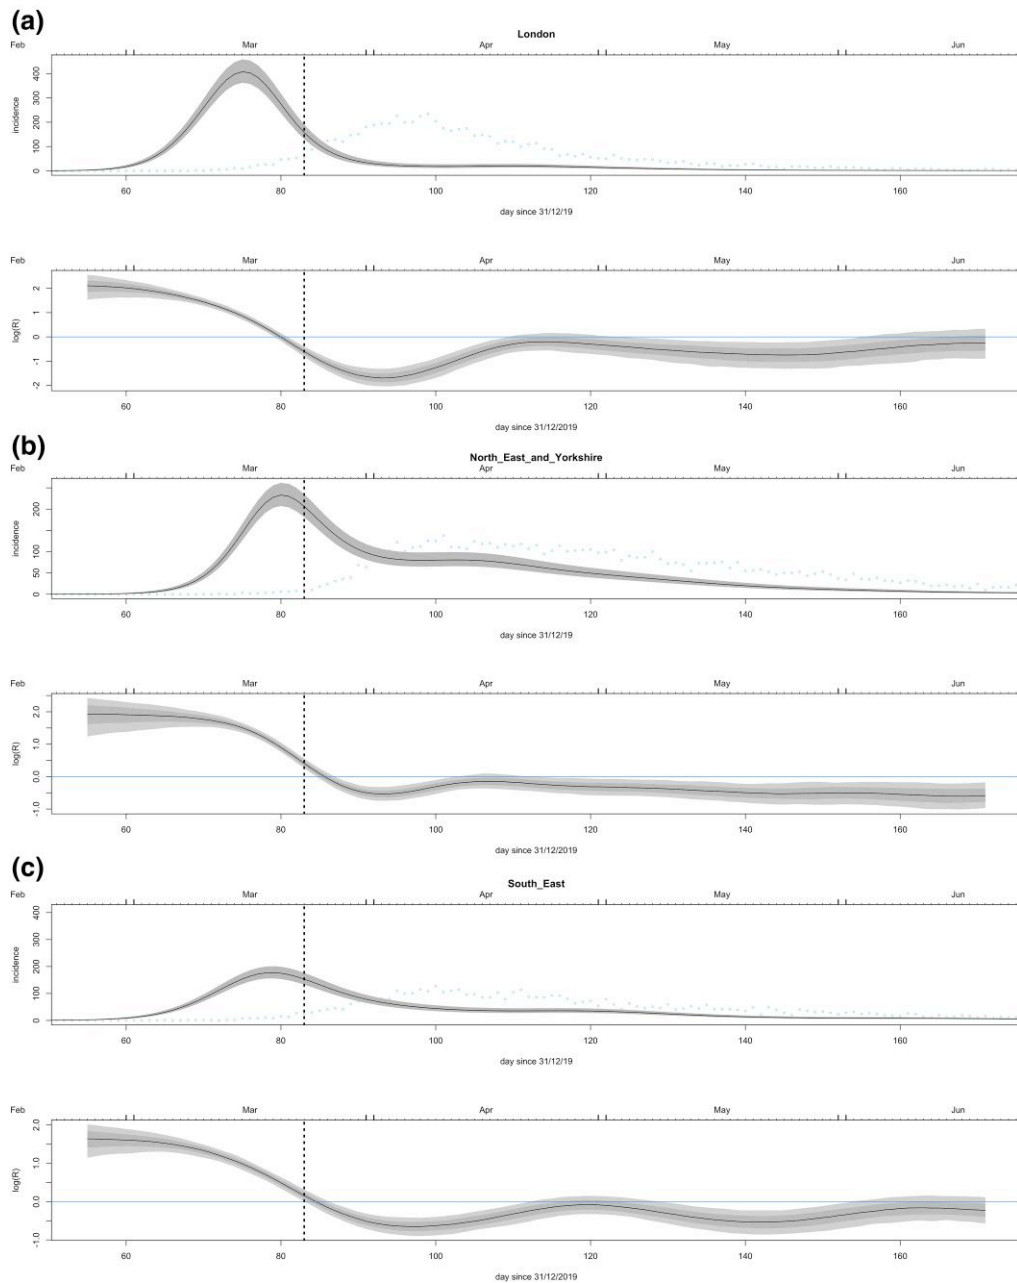 (a)
London
Feb Mar Apr May Jun
incidence
0 100 200 300 400
60 80 100 120 140 160
day since 31/12/19
Feb Mar Apr May Jun
log(R)
-2 -1 0 1 2
60 80 100 120 140 160
day since 31/12/2019
(b)
North_East_and_Yorkshire
Feb Mar Apr May Jun
incidence
0 50 100 200
60 80 100 120 140 160
day since 31/12/19
Feb Mar Apr May Jun
log(R)
-1.0 0.0 1.0 2.0
60 80 100 120 140 160
day since 31/12/2019
(c)
South_East
Feb Mar Apr May Jun
incidence
0 100 200 300 400
60 80 100 120 140 160
day since 31/12/19
Feb Mar Apr May Jun
log(R)
-1.0 0.0 1.0 2.0
60 80 100 120 140 160
day since 31/12/2019